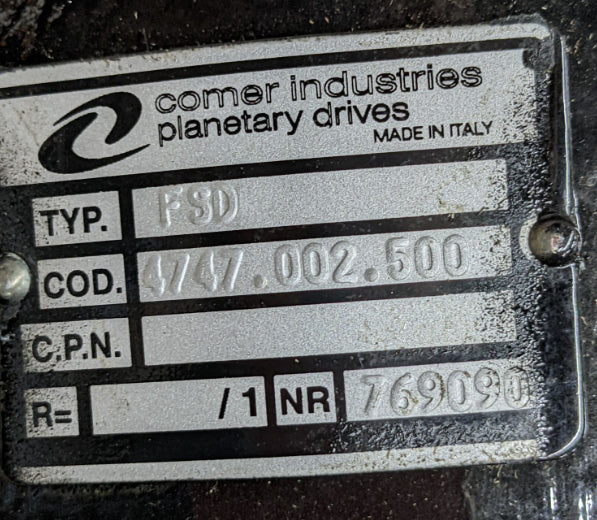 comer industries
planetary drives
MADE IN ITALY
TYP. FSD
COD. 4747.002.500
C.P.N.
R= /1 NR 769090